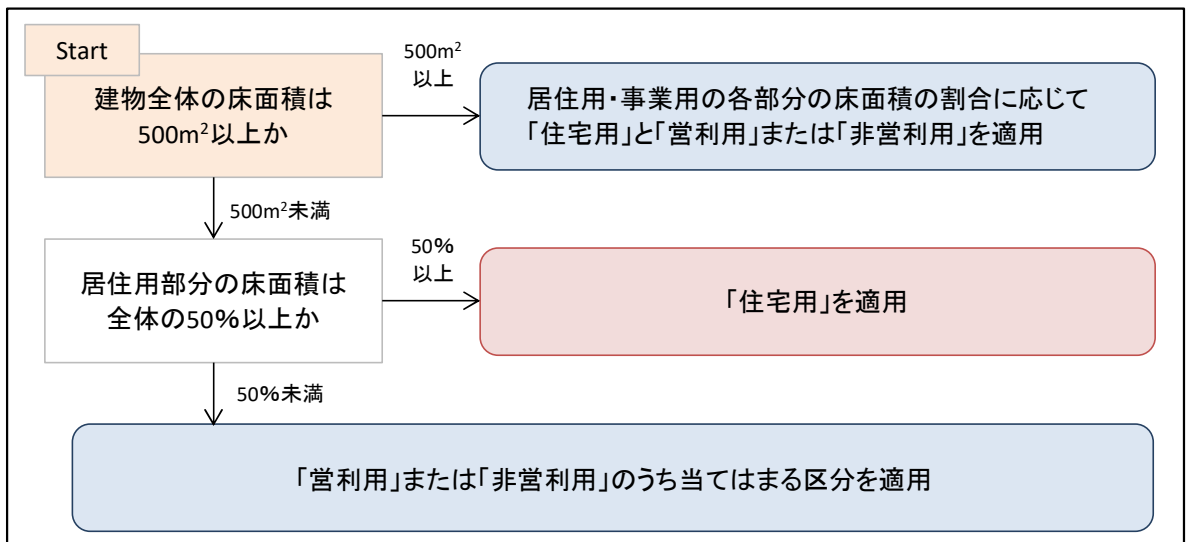 Start
建物全体の床面積は
500m²以上か
500m²
以上
居住用・事業用の各部分の床面積の割合に応じて
「住宅用」と「営利用」または「非営利用」を適用
500m²未満
居住用部分の床面積は
全体の50%以上か
50%
以上
「住宅用」を適用
50%未満
「営利用」または「非営利用」のうち当てはまる区分を適用